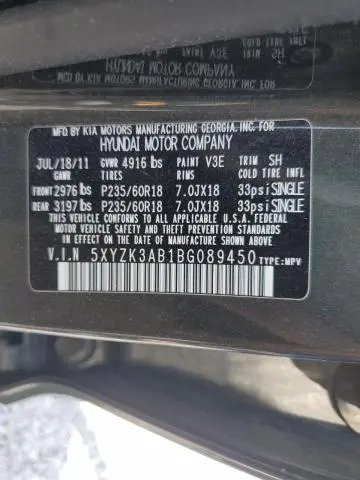 MFD.BY KIA MOTORS MANUFACTURING GEORGIA, INC. FOR
HYUNDAI MOTOR COMPANY
JUL/18/11 GVWR 4916 lbs PAINT V3E TRIM SH
GAWR TIRES RIMS COLD TIRE INFL
FRONT 2976 lbs P235/60R18 7.0JX18 33psi SINGLE
REAR 3197 lbs P235/60R18 7.0JX18 33psi SINGLE
THIS VEHICLE CONFORMS TO ALL APPLICABLE U.S.A. FEDERAL
MOTOR VEHICLE SAFETY, BUMPER AND THEFT PREVENTION STANDARDS
IN EFFECT ON THE DATE OF MANUFACTURE SHOWN ABOVE.
V.I.N 5XYZK3AB1BG089450 TYPE:MPV